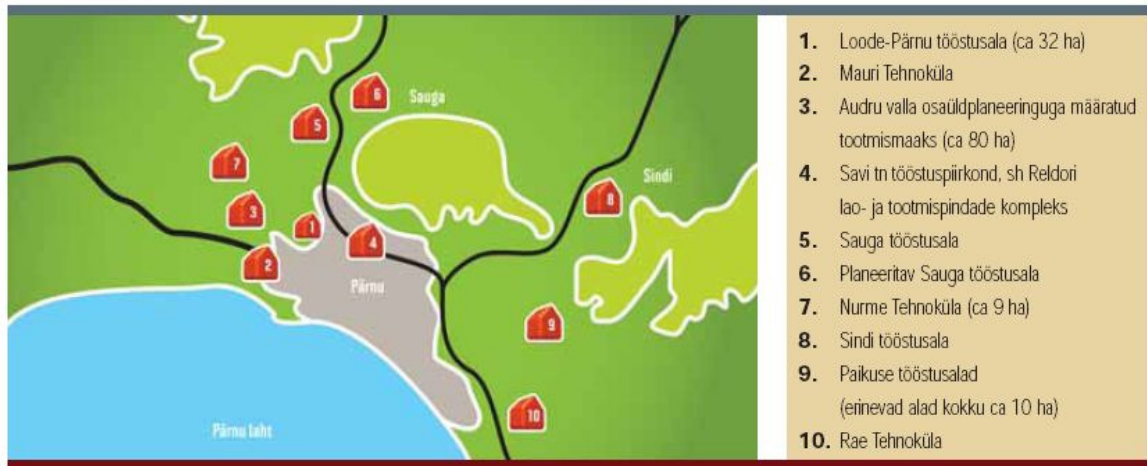 6
Sauga
5
7
Sindi
8
3
1
4
2
Pärnu
9
10
Pärnu laht
1. Loode-Pärnu tööstusala (ca 32 ha)
2. Mauri Tehnoküla
3. Audru valla osaüldplaneeringuga määratud
tootmismaaks (ca 80 ha)
4. Savi tn tööstuspiirkond, sh Reldori
lao- ja tootmispindade kompleks
5. Sauga tööstusala
6. Planeeritav Sauga tööstusala
7. Nurme Tehnoküla (ca 9 ha)
8. Sindi tööstusala
9. Paikuse tööstusalad
(erinevad alad kokku ca 10 ha)
10. Rae Tehnoküla